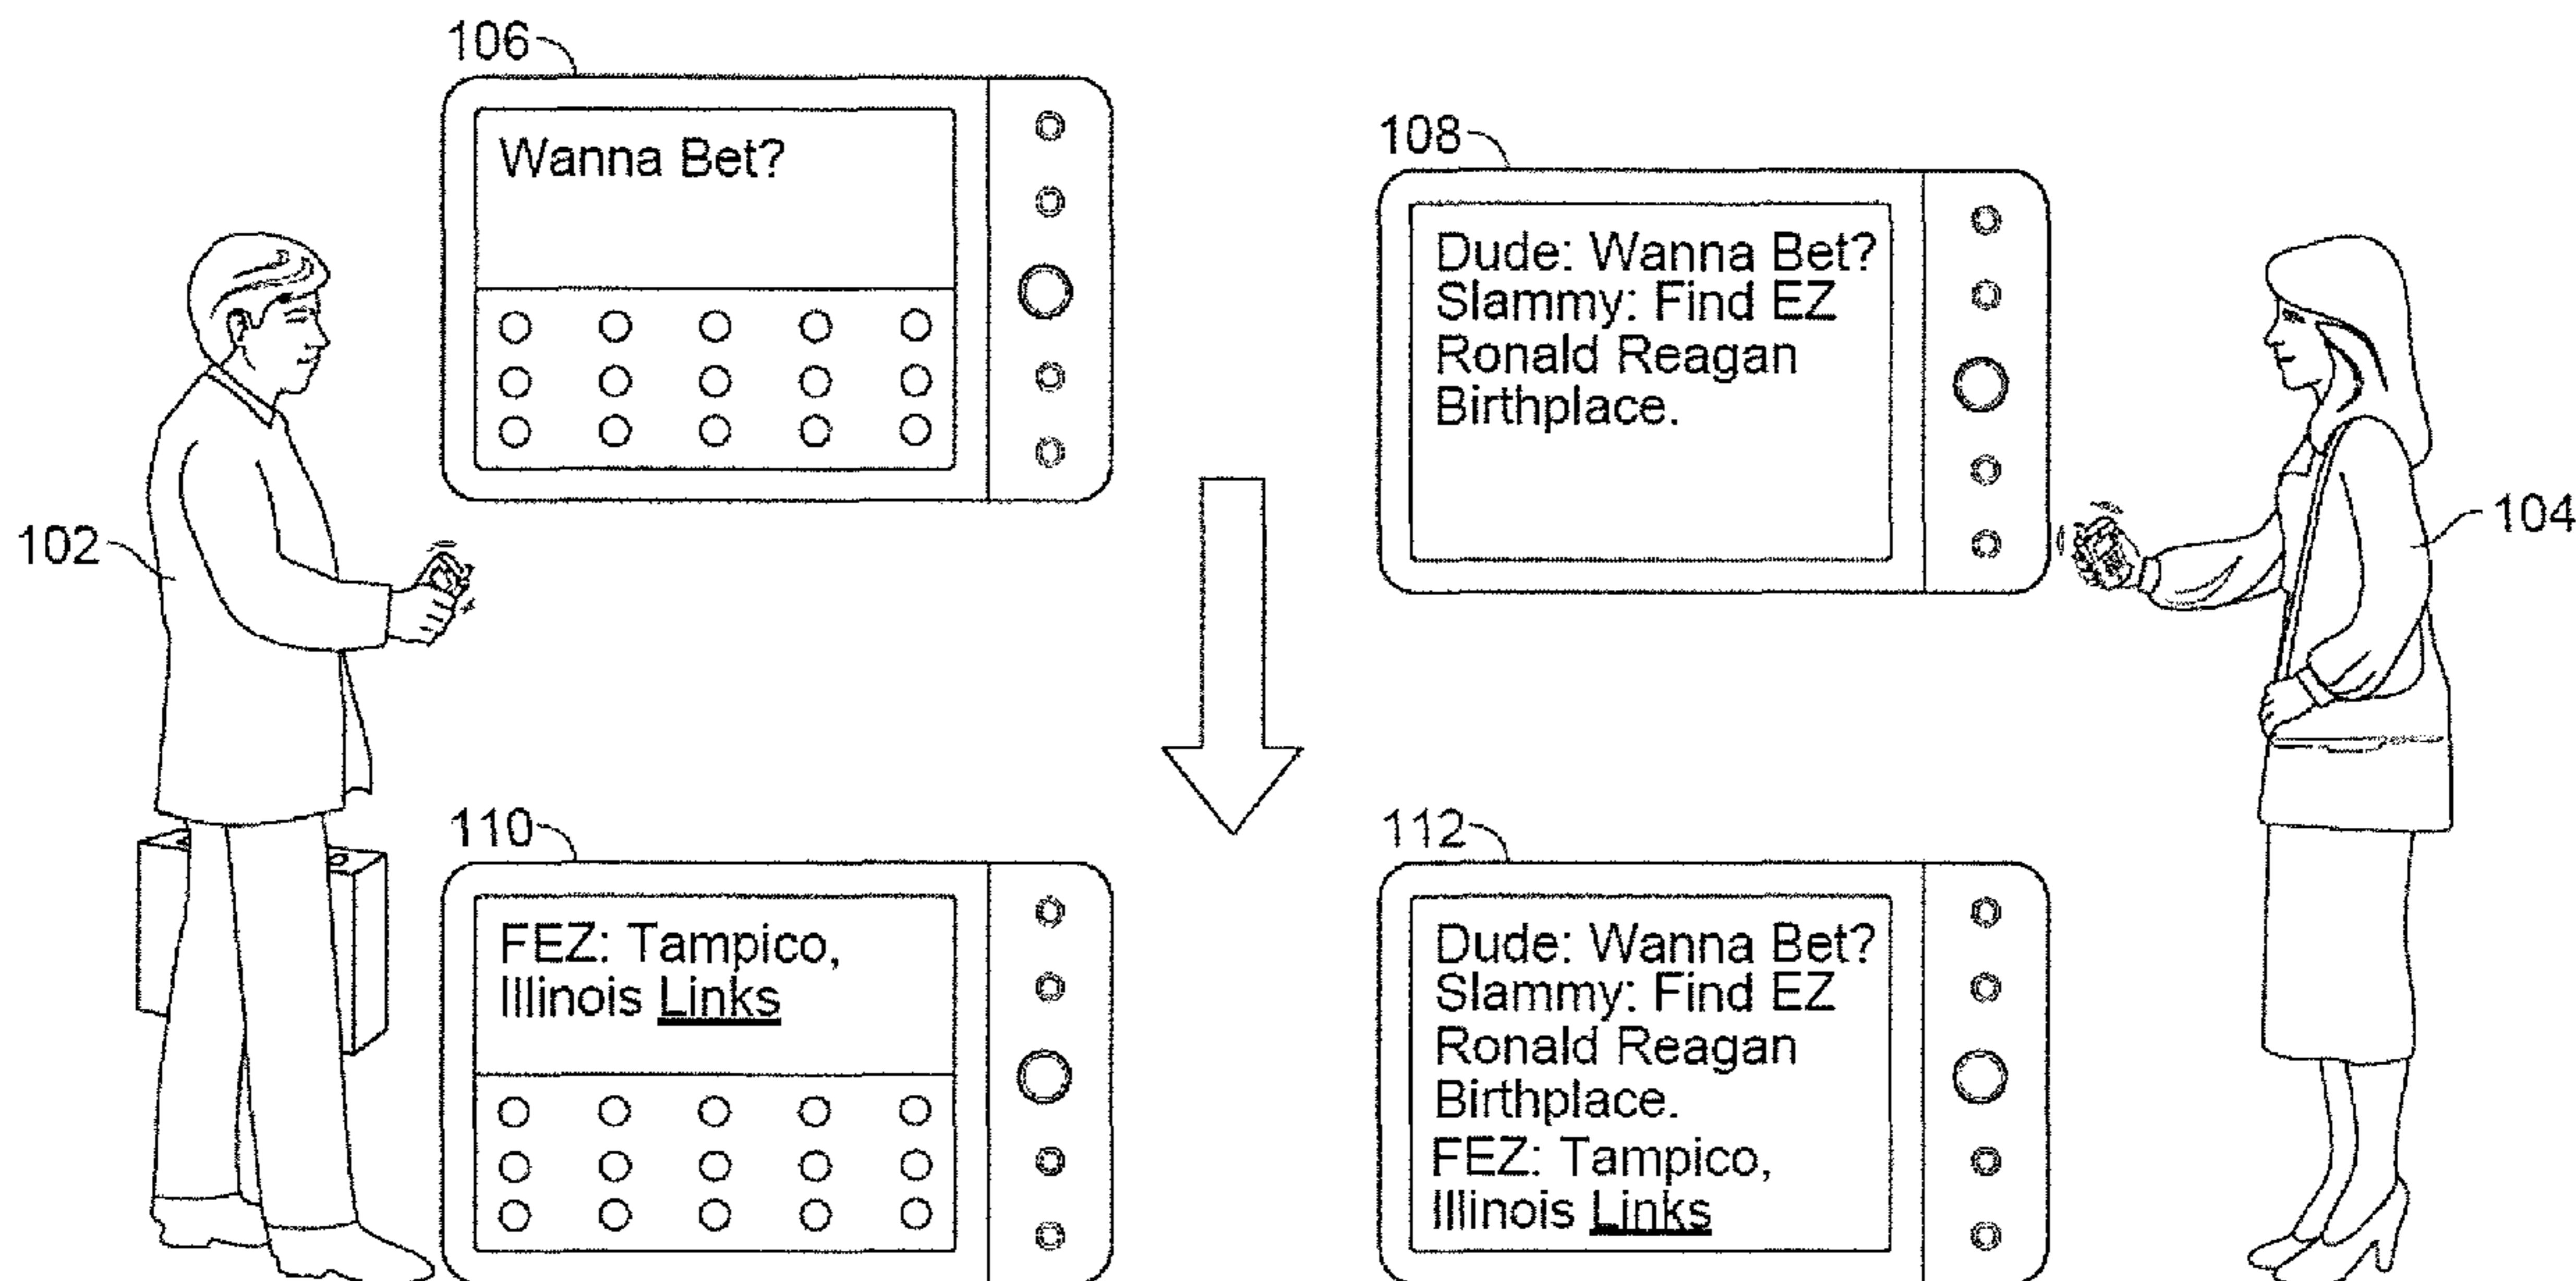 106
Wanna Bet?
108
Dude: Wanna Bet?
Slammy: Find EZ
Ronald Reagan
Birthplace.
102
104
110
FEZ: Tampico,
Illinois Links
112
Dude: Wanna Bet?
Slammy: Find EZ
Ronald Reagan
Birthplace.
FEZ: Tampico,
Illinois Links